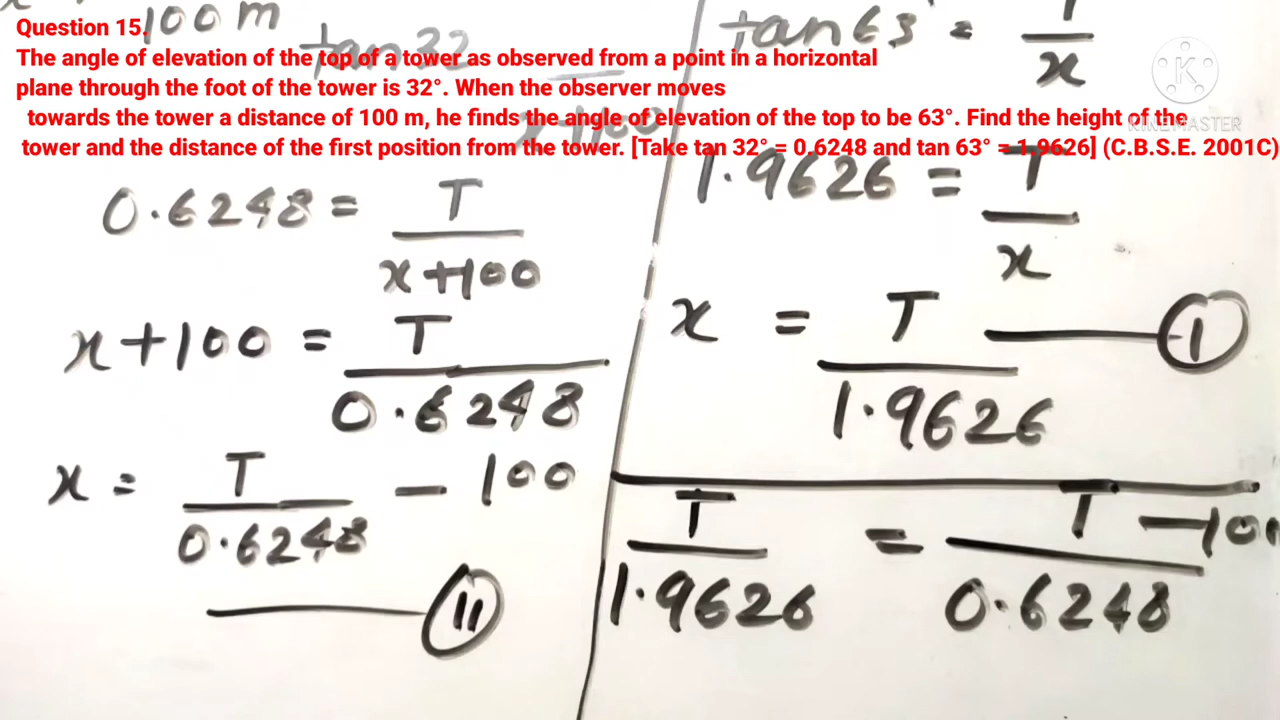 Question 15.
The angle of elevation of the top of a tower as observed from a point in a horizontal
plane through the foot of the tower is 32°. When the observer moves
towards the tower a distance of 100 m, he finds the angle of elevation of the top to be 63°. Find the height of the
tower and the distance of the first position from the tower. [Take tan 32° = 0.6248 and tan 63° = 1.9626] (C.B.S.E. 2001C)
100 m
tan 32
x+100
0.6248 = T
x+100
x+100 = T
0.6248
x = T - 100
0.6248
II
tan 63° = T
x
K
KINEMASTER
1.9626 = T
x
x = T
1.9626
I
T = T - 100
1.9626 0.6248